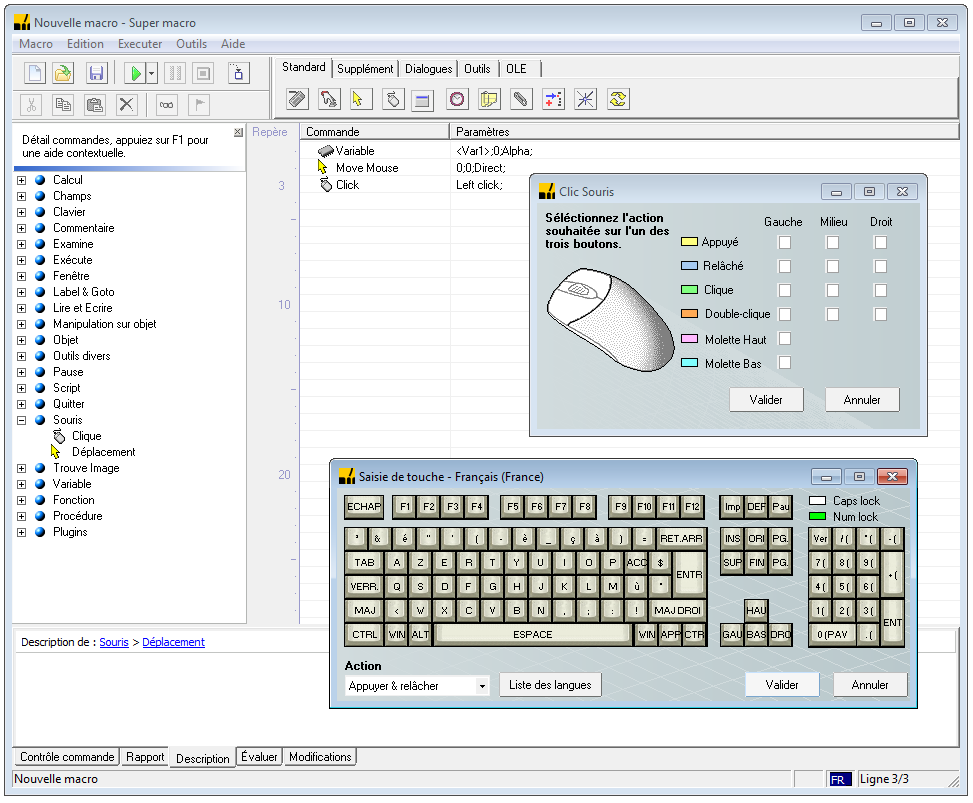 Nouvelle macro - Super macro
Macro Edition Executer Outils Aide
Standard Supplément Dialogues Outils OLE
Détail commandes, appuiez sur F1 pour
une aide contextuelle.
Calcul
Champs
Clavier
Commentaire
Examine
Exécute
Fenêtre
Label & Goto
Lire et Ecrire
Manipulation sur objet
Objet
Outils divers
Pause
Script
Quitter
Souris
Clique
Déplacement
Trouve Image
Variable
Fonction
Procédure
Plugins
Repère Commande Paramètres
Variable <Var1>;0;Alpha;
Move Mouse 0;0;Direct;
3 Click Left click;
10
20
Clic Souris
Séléctionnez l'action
souhaitée sur l'un des
trois boutons.
Gauche Milieu Droit
Appuyé
Relâché
Clique
Double-clique
Molette Haut
Molette Bas
Valider Annuler
Saisie de touche - Français (France)
ECHAP F1 F2 F3 F4 F5 F6 F7 F8 F9 F10 F11 F12 Imp DEF Pau
Caps lock
Num lock
² & é " ' ( - è _ ç à ) = RET.ARR INS ORI PG. Ver /( *( -(
TAB A Z E R T Y U I O P ACC $ ENTR SUP FIN PG. 7( 8( 9( +(
VERR. Q S D F G H J K L M ù * 4( 5( 6(
MAJ < W X C V B N , ; : ! MAJ DROI HAU 1( 2( 3( ENT
CTRL WIN ALT ESPACE WIN APP CTR GAU BAS DRO 0(PAV .(
Action
Appuyer & relâcher Liste des langues Valider Annuler
Description de : Souris > Déplacement
Contrôle commande Rapport Description Évaluer Modifications
Nouvelle macro FR Ligne 3/3